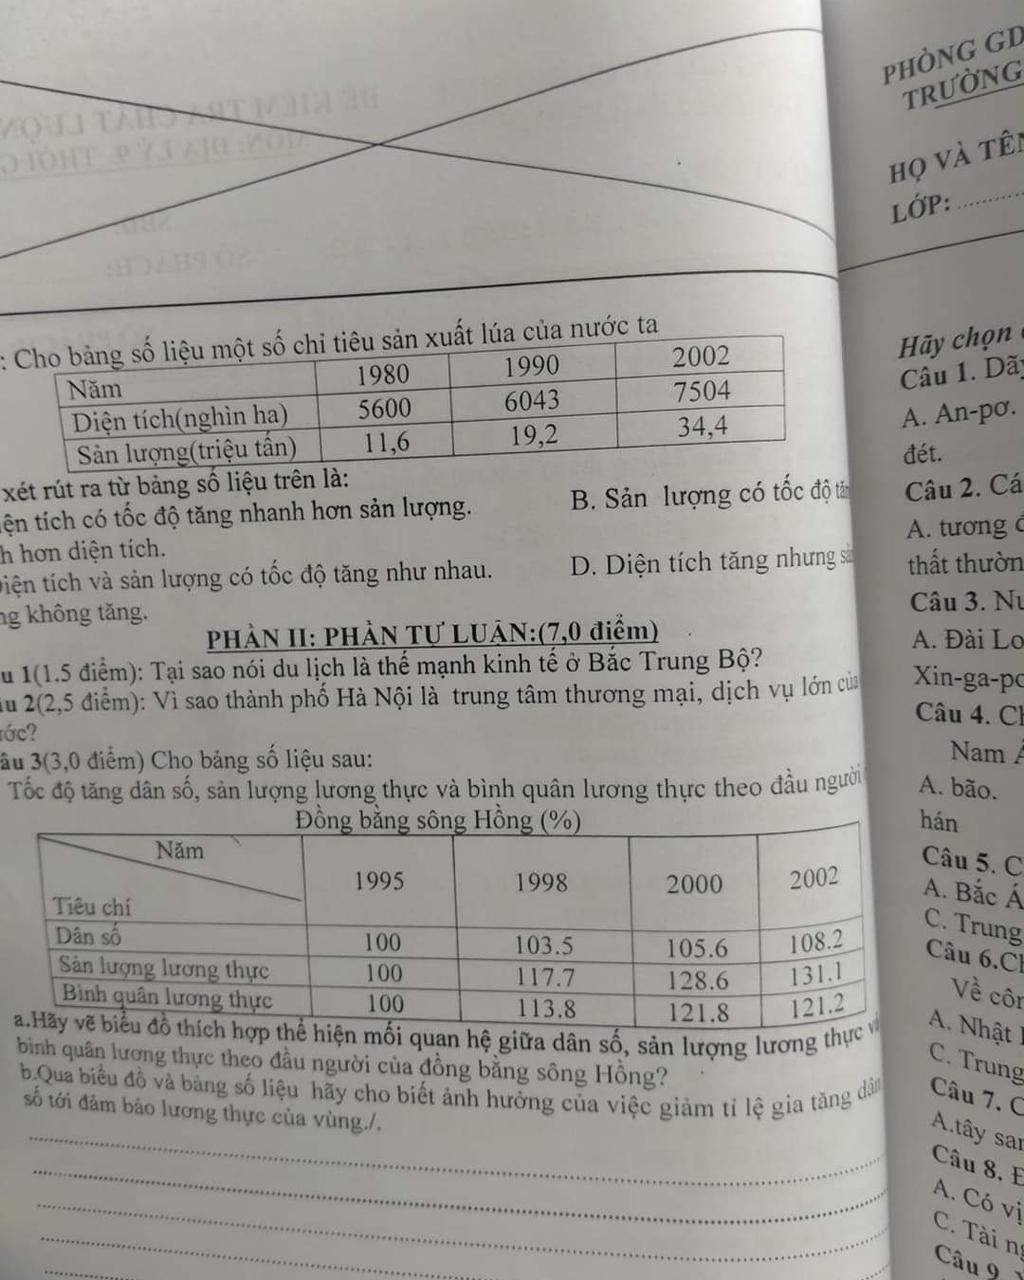 : Cho bảng số liệu một số chỉ tiêu sản xuất lúa của nước ta
Năm 1980 1990 2002
Diện tích(nghìn ha) 5600 6043 7504
Sản lượng(triệu tấn) 11,6 19,2 34,4
xét rút ra từ bảng số liệu trên là:
tích có tốc độ tăng nhanh hơn sản lượng. B. Sản lượng có tốc độ
hơn diện tích.
tích và sản lượng có tốc độ tăng như nhau. D. Diện tích tăng nhưng
không tăng.
PHẦN II: PHẦN TỰ LUẬN:(7,0 điểm)
u 1(1.5 điểm): Tại sao nói du lịch là thế mạnh kinh tế ở Bắc Trung Bộ?
u 2(2,5 điểm): Vì sao thành phố Hà Nội là trung tâm thương mại, dịch vụ lớn của
ước?
âu 3(3,0 điểm) Cho bảng số liệu sau:
Tốc độ tăng dân số, sản lượng lương thực và bình quân lương thực theo đầu người
Đồng bằng sông Hồng (%)
Năm
1995 1998 2000 2002
Tiêu chí
Dân số 100 103.5 105.6 108.2
Sản lượng lương thực 100 117.7 128.6 131.1
Bình quân lương thực 100 113.8 121.8 121.2
a.Hãy vẽ biểu đồ thích hợp thể hiện mối quan hệ giữa dân số, sản lượng lương thực
bình quân lương thực theo đầu người của đồng bằng sông Hồng?
b.Qua biểu đồ và bảng số liệu hãy cho biết ảnh hưởng của việc giảm tỉ lệ gia tăng dân
số tới đảm bảo lương thực của vùng./.
PHÒNG GD
TRƯỜNG
HỌ VÀ TÊN
LỚP:
Hãy chọn
Câu 1. Dãy
A. An-pơ.
đét.
Câu 2. Cá
A. tương
thất thườn
Câu 3. Nư
A. Đài Lo
Xin-ga-po
Câu 4. Ch
Nam Á
A. bão.
hán
Câu 5. C
A. Bắc Á
C. Trung
Câu 6.Ch
Về côn
A. Nhật
C. Trung
Câu 7. C
A.tây san
Câu 8. Đ
A. Có vị
C. Tài ng
Câu 9.